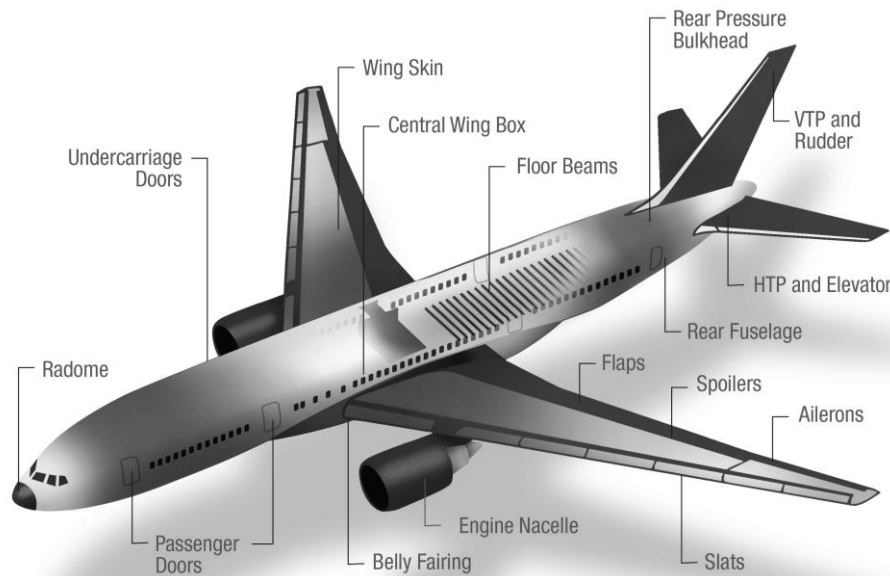 Rear Pressure
Bulkhead
Wing Skin
VTP and
Rudder
Central Wing Box
Undercarriage
Doors
Floor Beams
HTP and Elevator
Rear Fuselage
Radome
Flaps
Spoilers
Ailerons
Engine Nacelle
Passenger
Doors
Belly Fairing
Slats